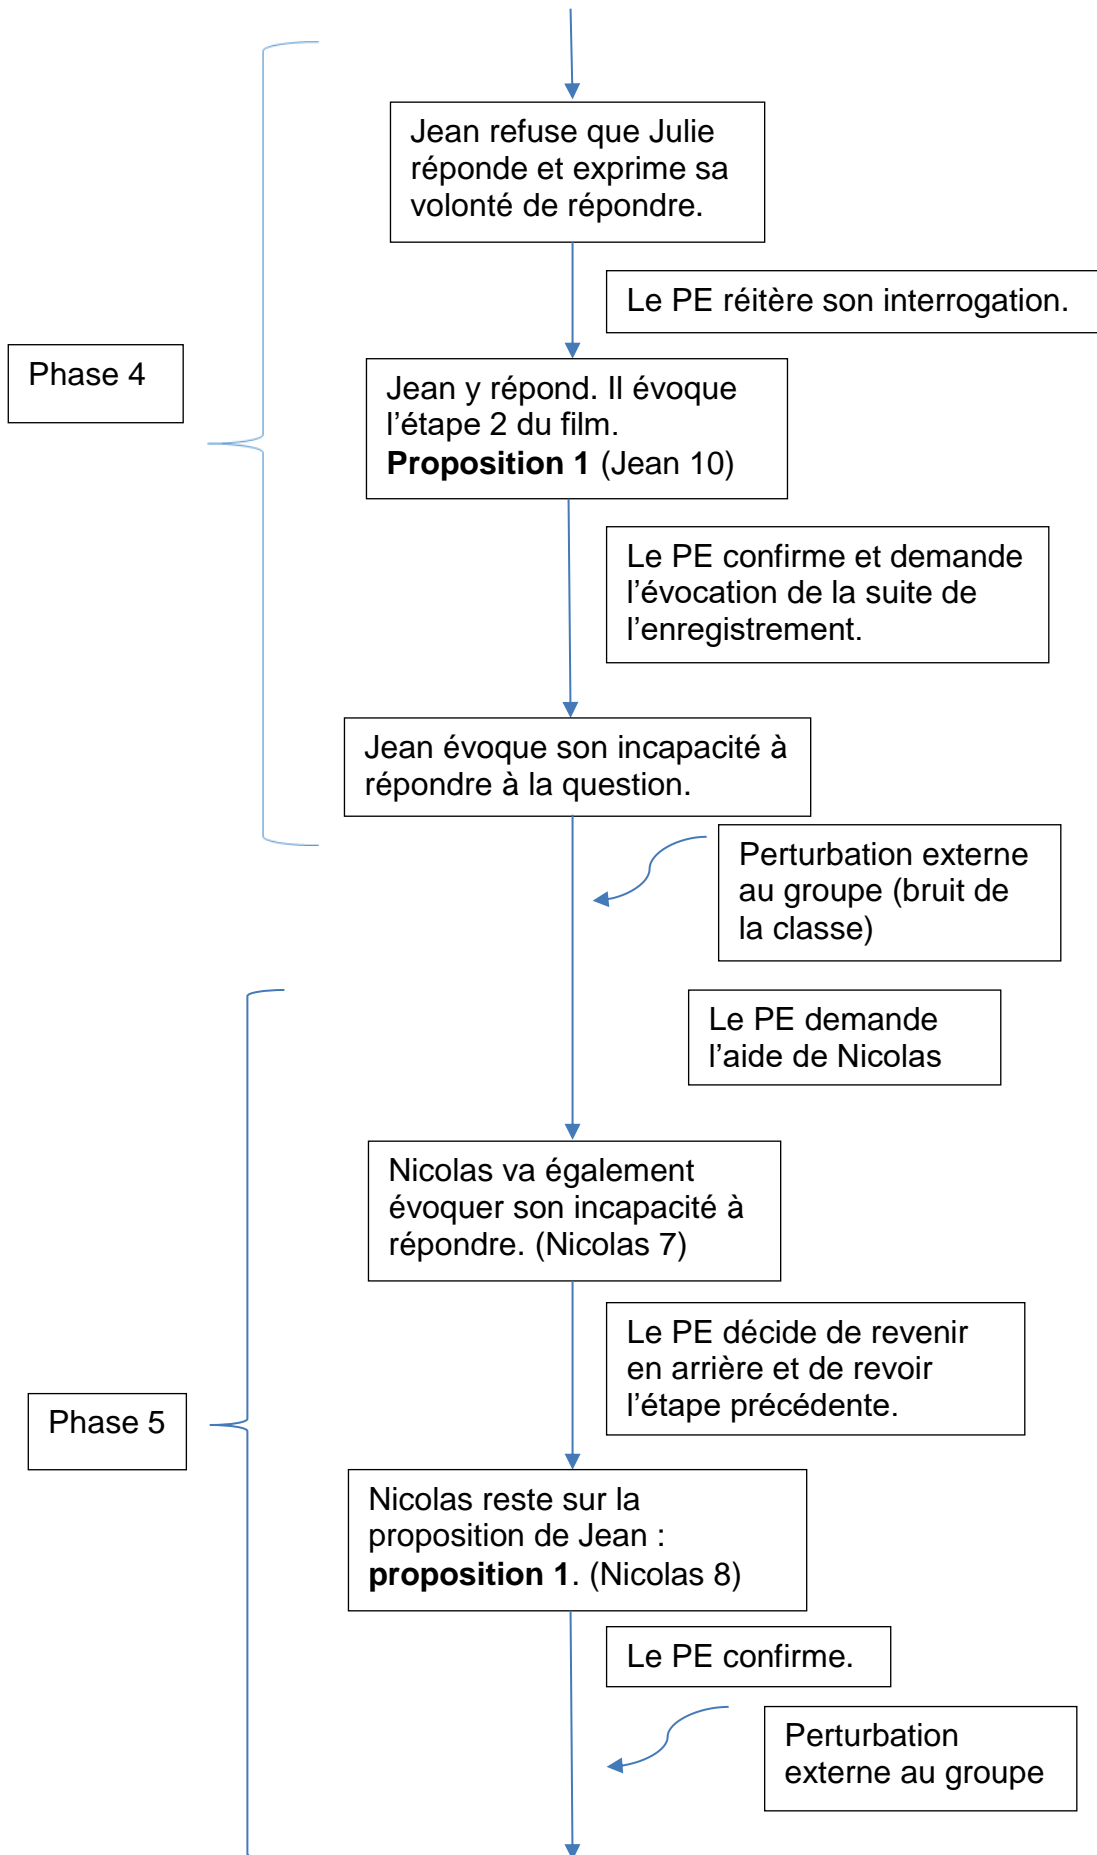 Jean refuse que Julie
réponde et exprime sa
volonté de répondre.
Le PE réitère son interrogation.
Phase 4
Jean y répond. Il évoque
l’étape 2 du film.
Proposition 1 (Jean 10)
Le PE confirme et demande
l’évocation de la suite de
l’enregistrement.
Jean évoque son incapacité à
répondre à la question.
Perturbation externe
au groupe (bruit de
la classe)
Le PE demande
l’aide de Nicolas
Nicolas va également
évoquer son incapacité à
répondre. (Nicolas 7)
Le PE décide de revenir
en arrière et de revoir
l’étape précédente.
Phase 5
Nicolas reste sur la
proposition de Jean :
proposition 1. (Nicolas 8)
Le PE confirme.
Perturbation
externe au groupe